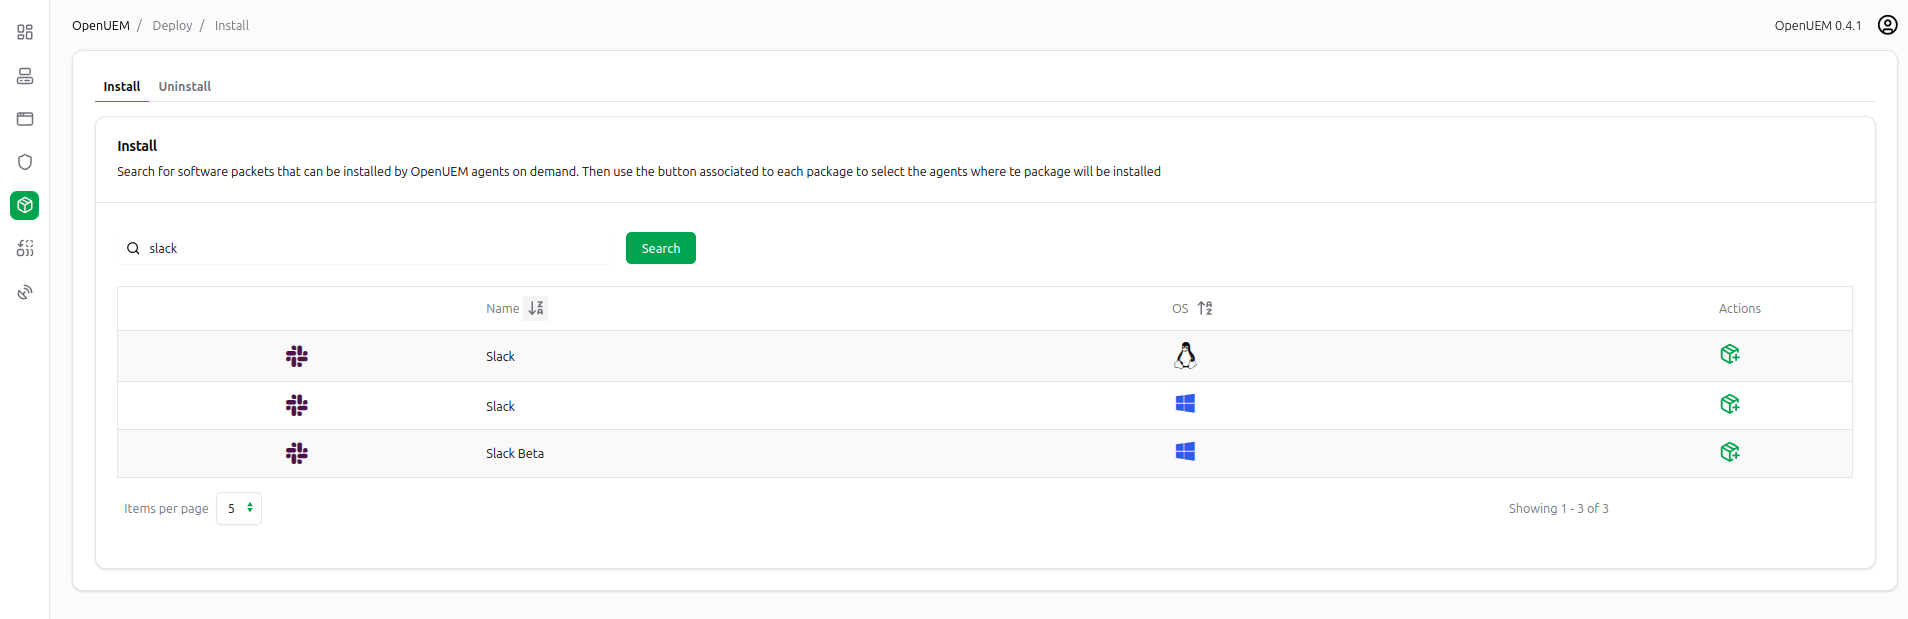 OpenUEM / Deploy / Install
OpenUEM 0.4.1
Install Uninstall
Install
Search for software packets that can be installed by OpenUEM agents on demand. Then use the button associated to each package to select the agents where te package will be installed
slack Search
Name OS Actions
Slack
Slack
Slack Beta
Items per page 5 Showing 1 - 3 of 3